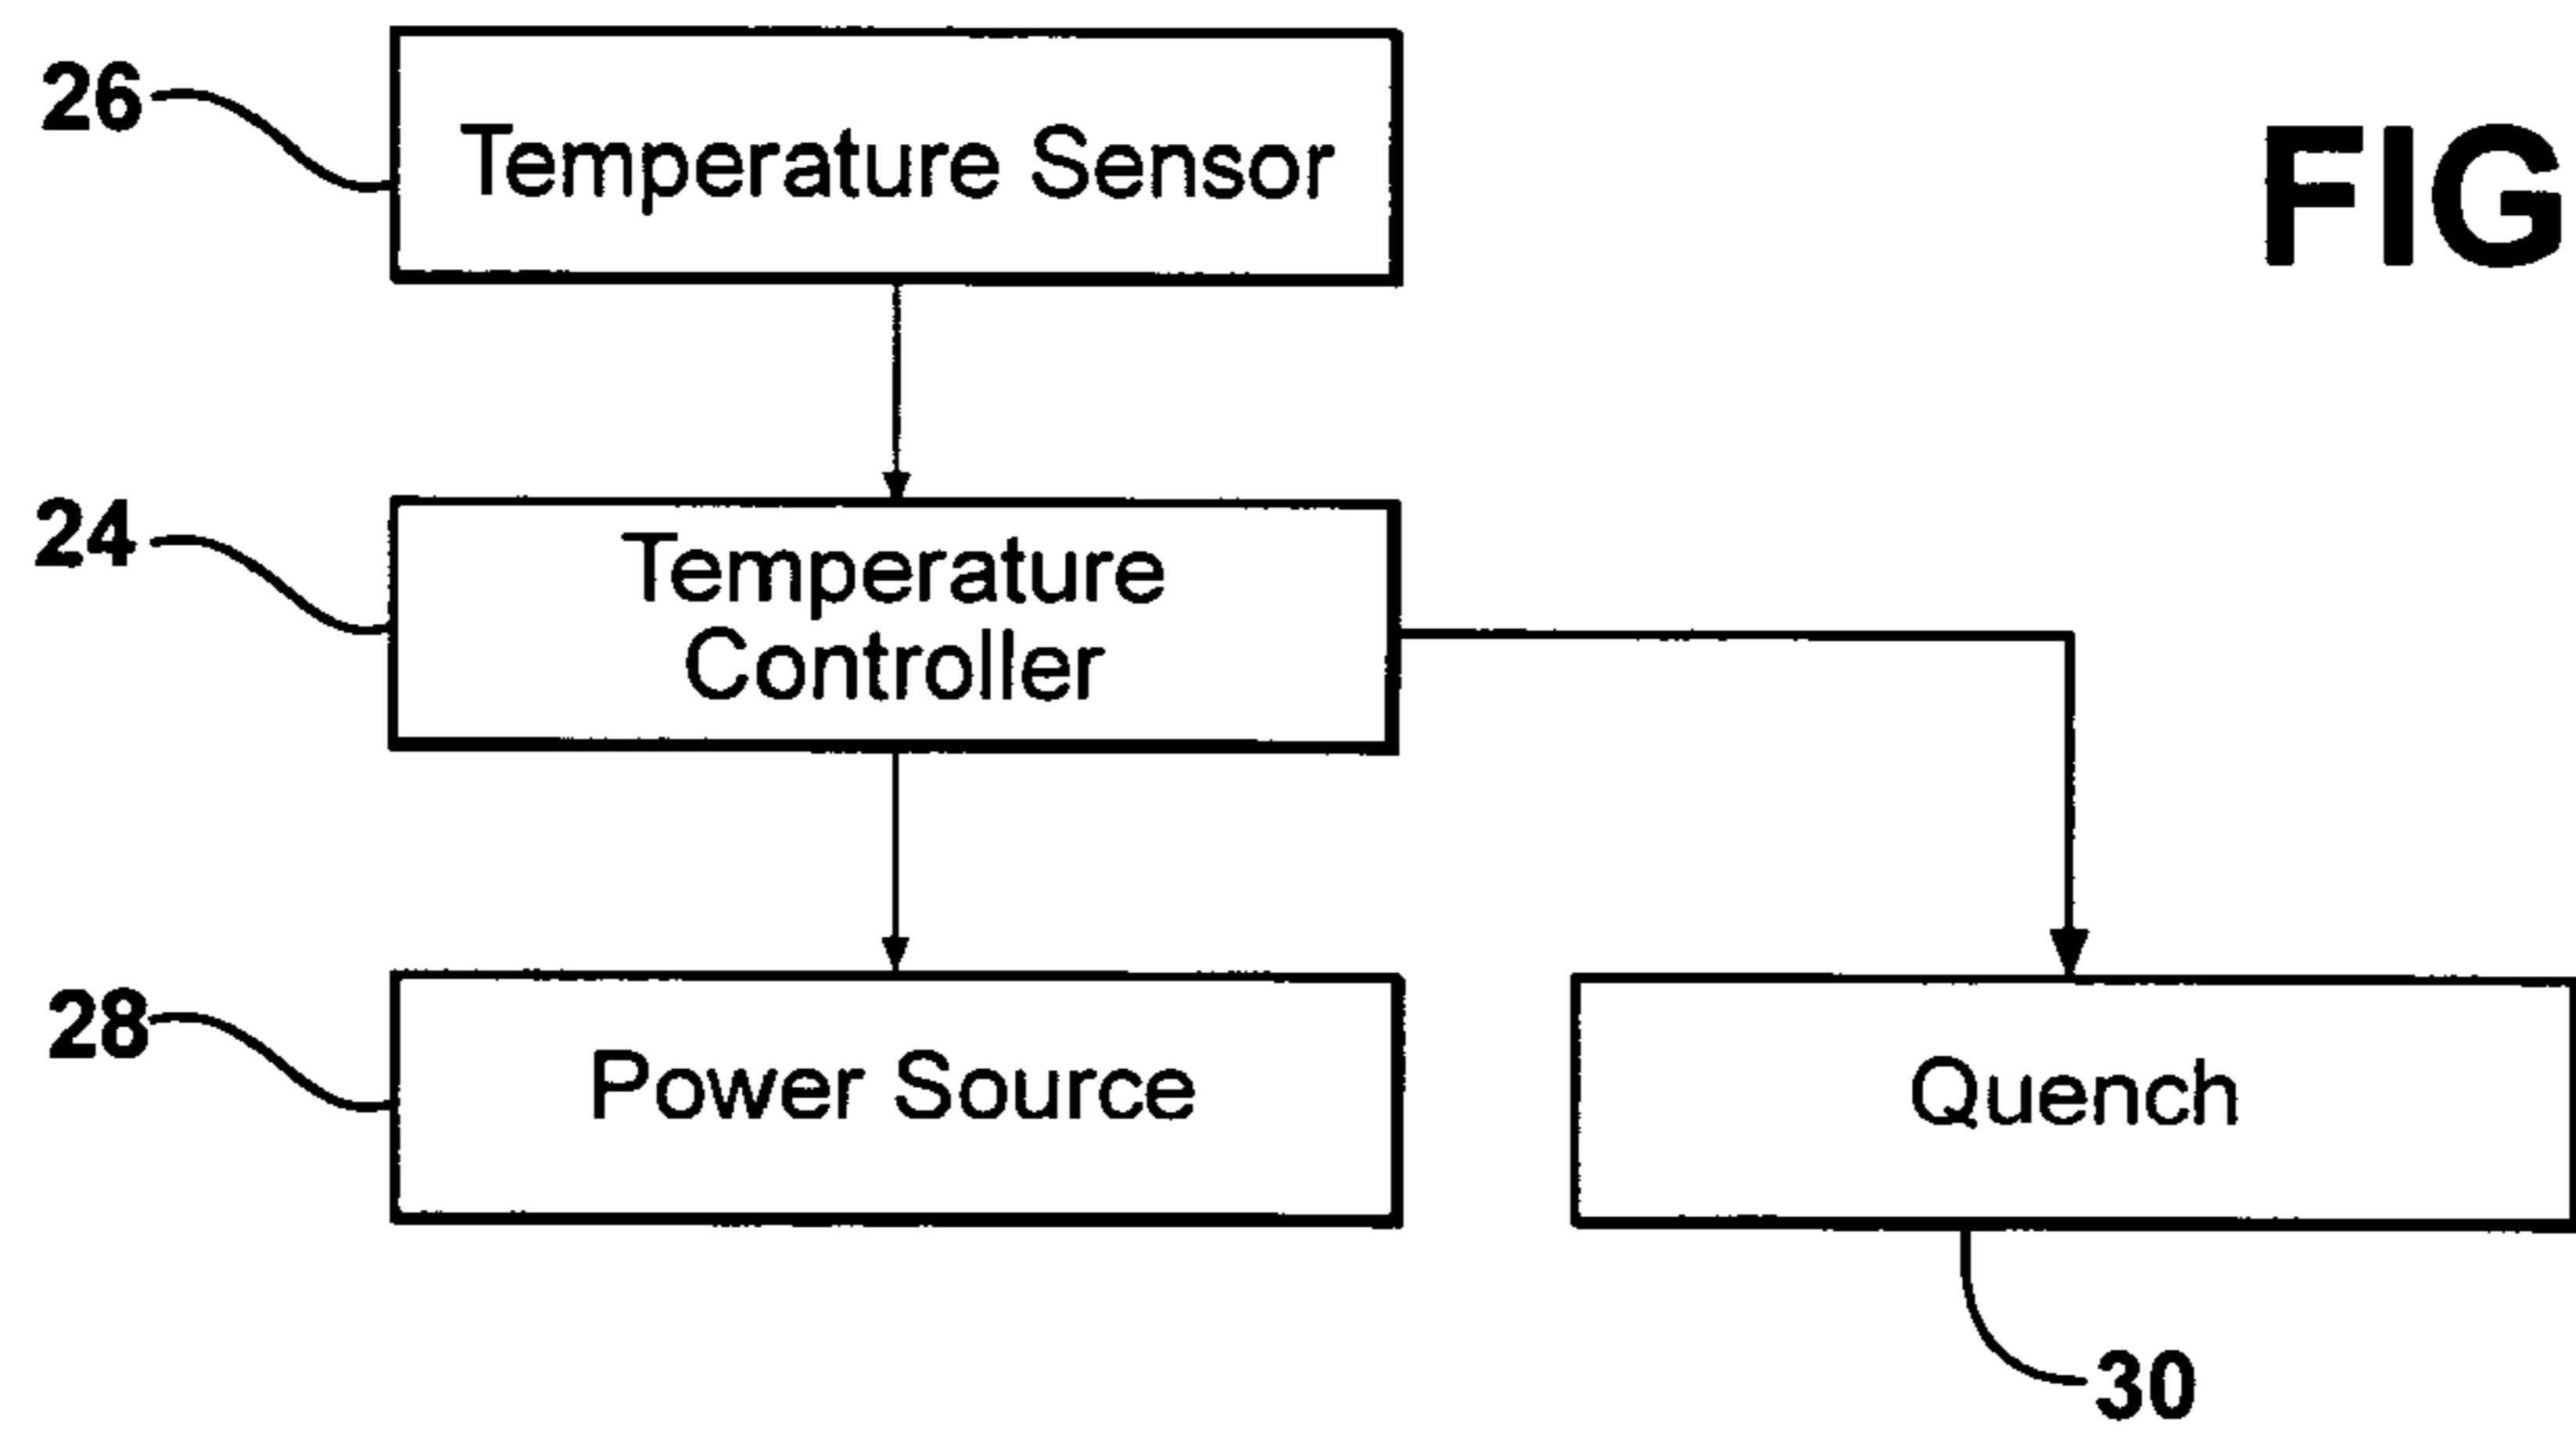 26
Temperature Sensor
FIG
24
Temperature
Controller
28
Power Source
Quench
30